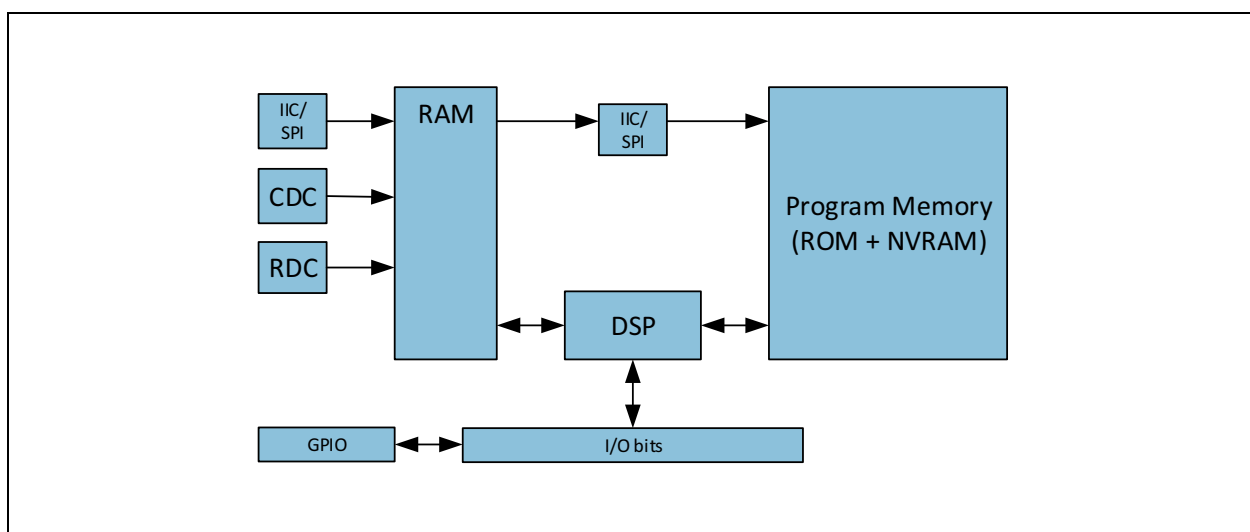 IIC/
SPI
RAM
IIC/
SPI
CDC
RDC
Program Memory
(ROM + NVRAM)
DSP
GPIO
I/O bits